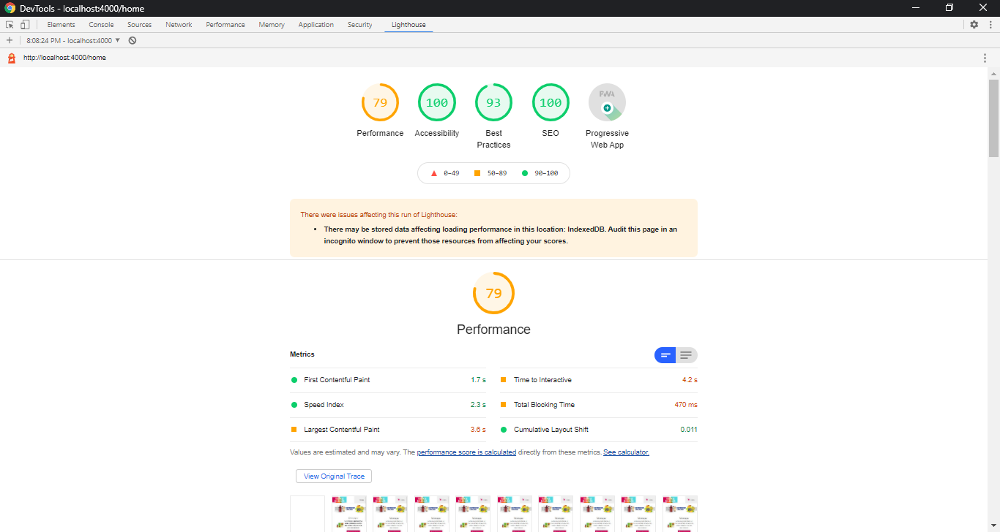 DevTools - localhost:4000/home
Elements Console Sources Network Performance Memory Application Security Lighthouse
8:08:24 PM - localhost:4000
http://localhost:4000/home
79 100 93 100 PWA
Performance Accessibility Best Practices SEO Progressive Web App
0–49 50–89 90–100
There were issues affecting this run of Lighthouse:
• There may be stored data affecting loading performance in this location: IndexedDB. Audit this page in an
incognito window to prevent those resources from affecting your scores.
79
Performance
Metrics
First Contentful Paint 1.7 s Time to Interactive 4.2 s
Speed Index 2.3 s Total Blocking Time 470 ms
Largest Contentful Paint 3.6 s Cumulative Layout Shift 0.011
Values are estimated and may vary. The performance score is calculated directly from these metrics. See calculator.
View Original Trace